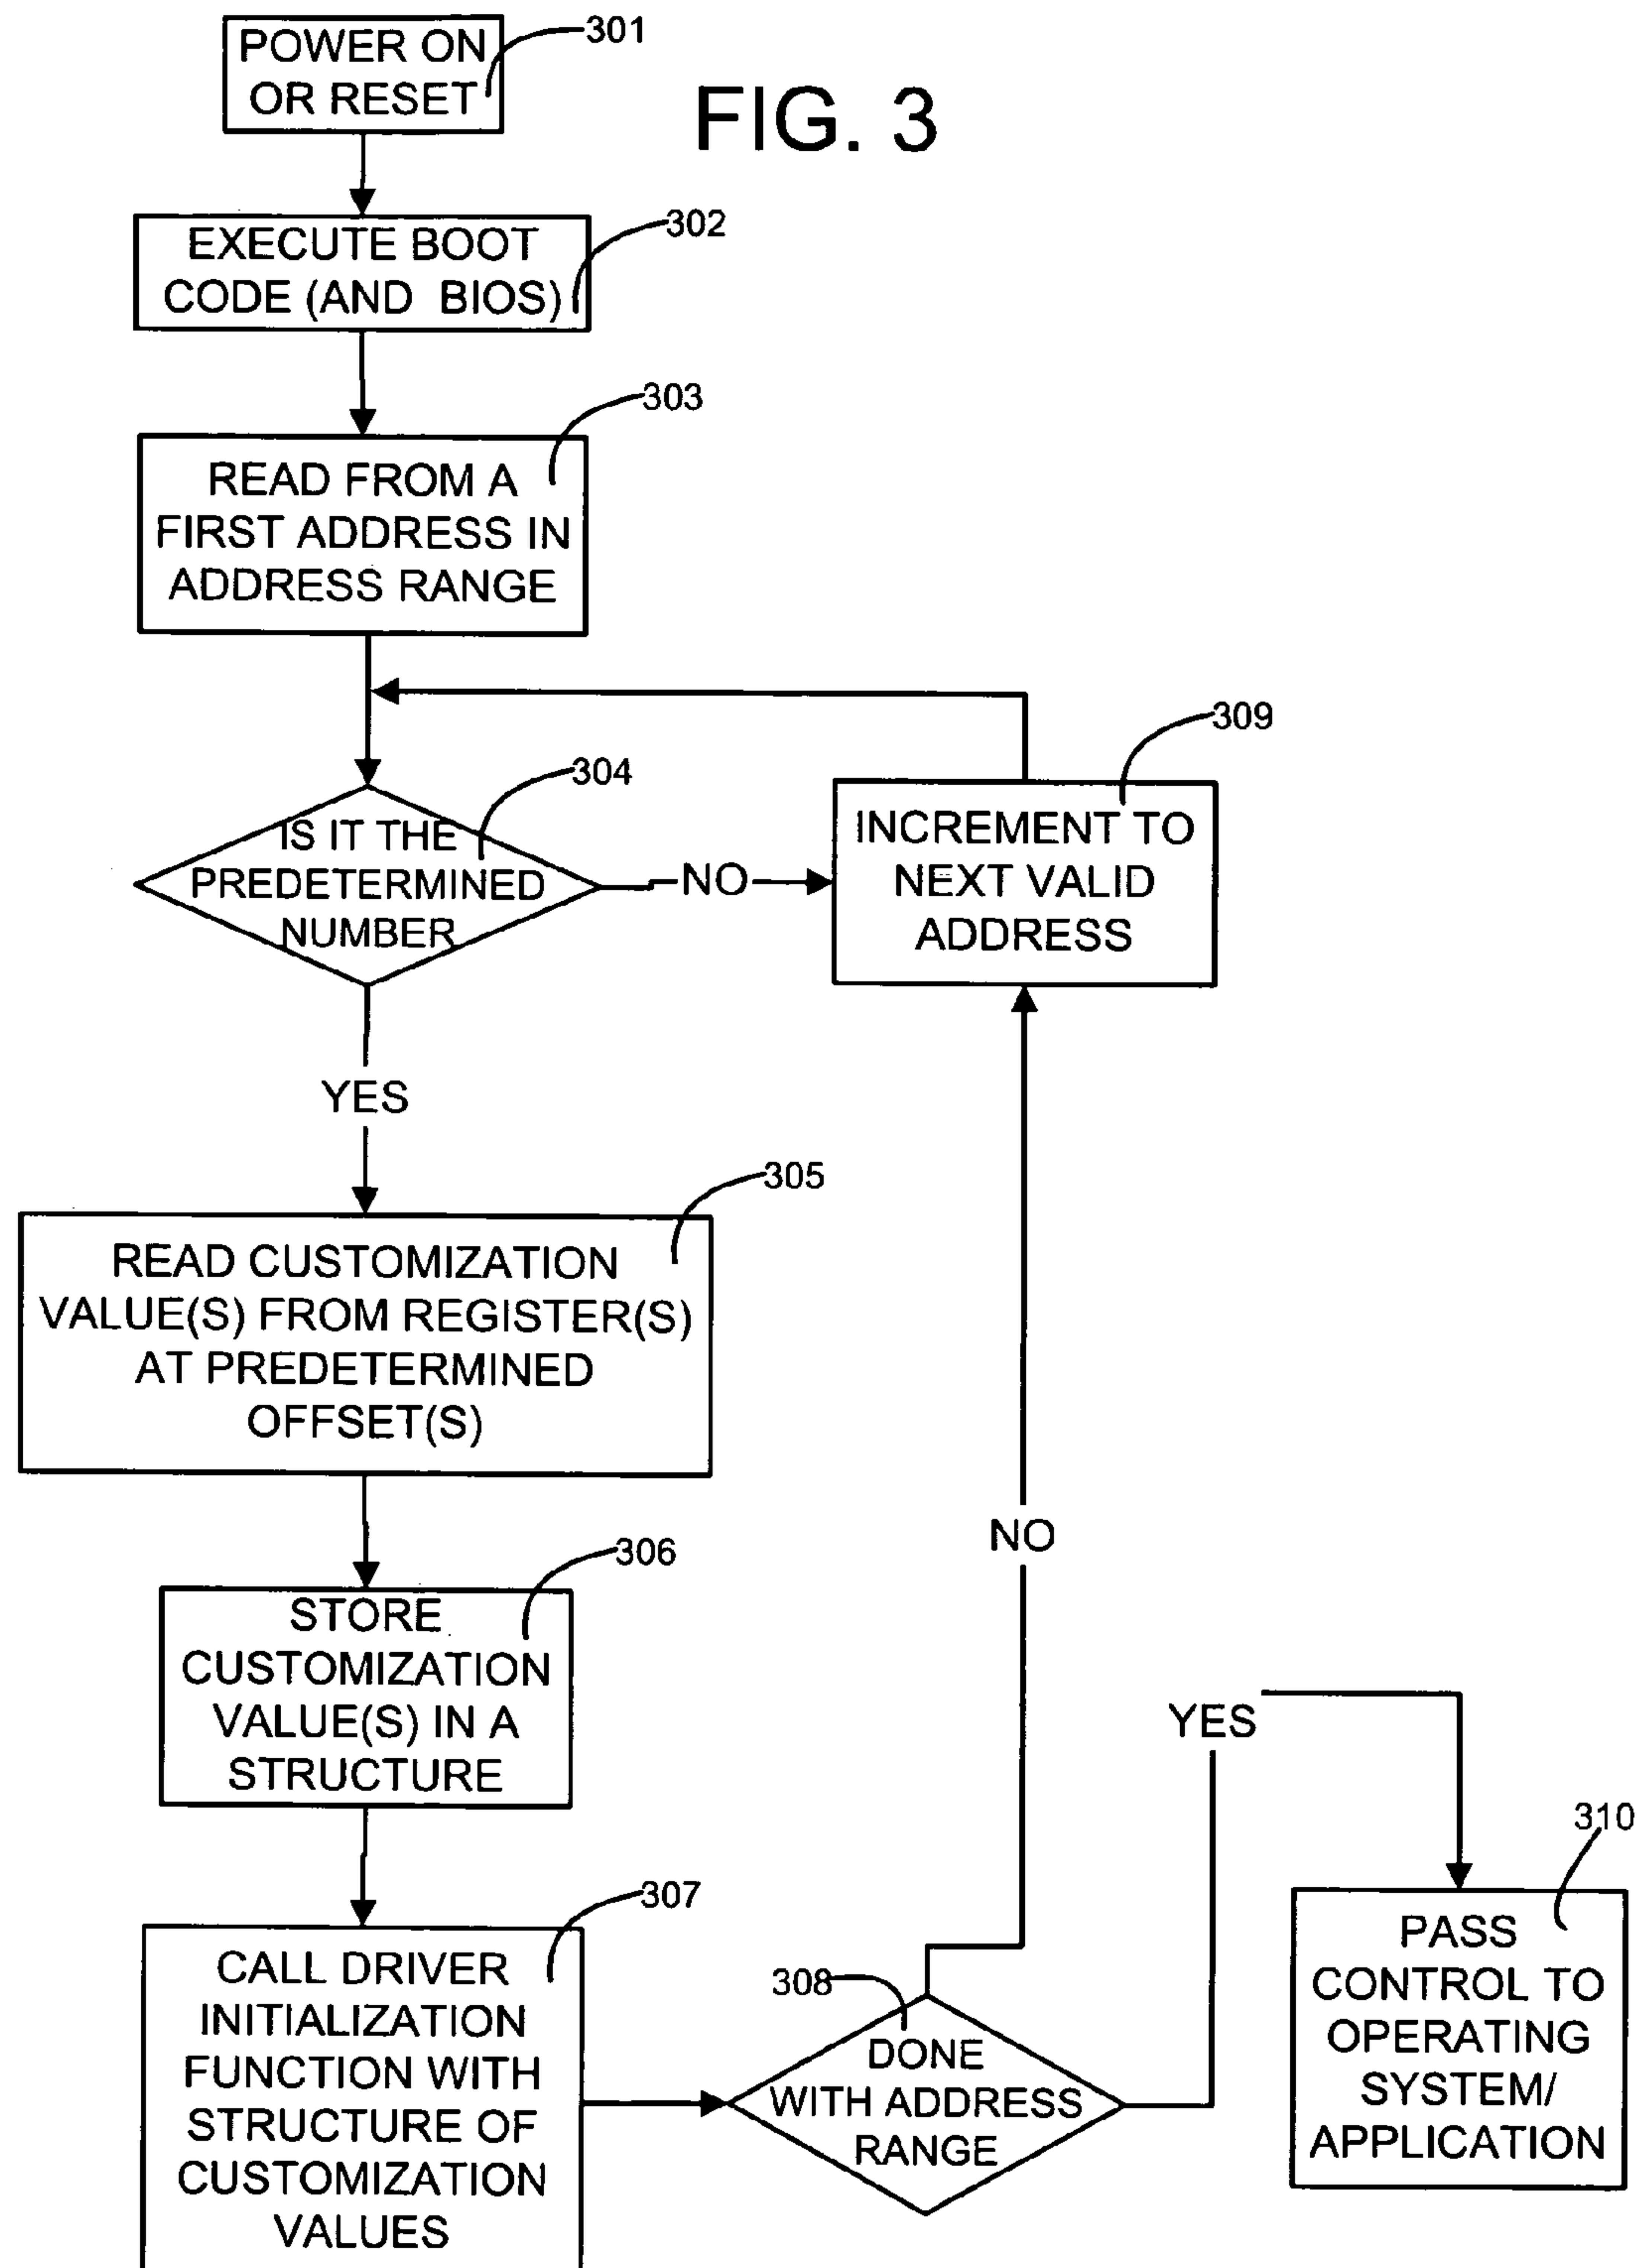 301
POWER ON
OR RESET
FIG. 3
302
EXECUTE BOOT
CODE (AND BIOS)
303
READ FROM A
FIRST ADDRESS IN
ADDRESS RANGE
309
304
IS IT THE
PREDETERMINED
NUMBER
NO
INCREMENT TO
NEXT VALID
ADDRESS
YES
305
READ CUSTOMIZATION
VALUE(S) FROM REGISTER(S)
AT PREDETERMINED
OFFSET(S)
NO
306
STORE
CUSTOMIZATION
VALUE(S) IN A
STRUCTURE
YES
310
307
CALL DRIVER
INITIALIZATION
FUNCTION WITH
STRUCTURE OF
CUSTOMIZATION
VALUES
308
DONE
WITH ADDRESS
RANGE
PASS
CONTROL TO
OPERATING
SYSTEM/
APPLICATION